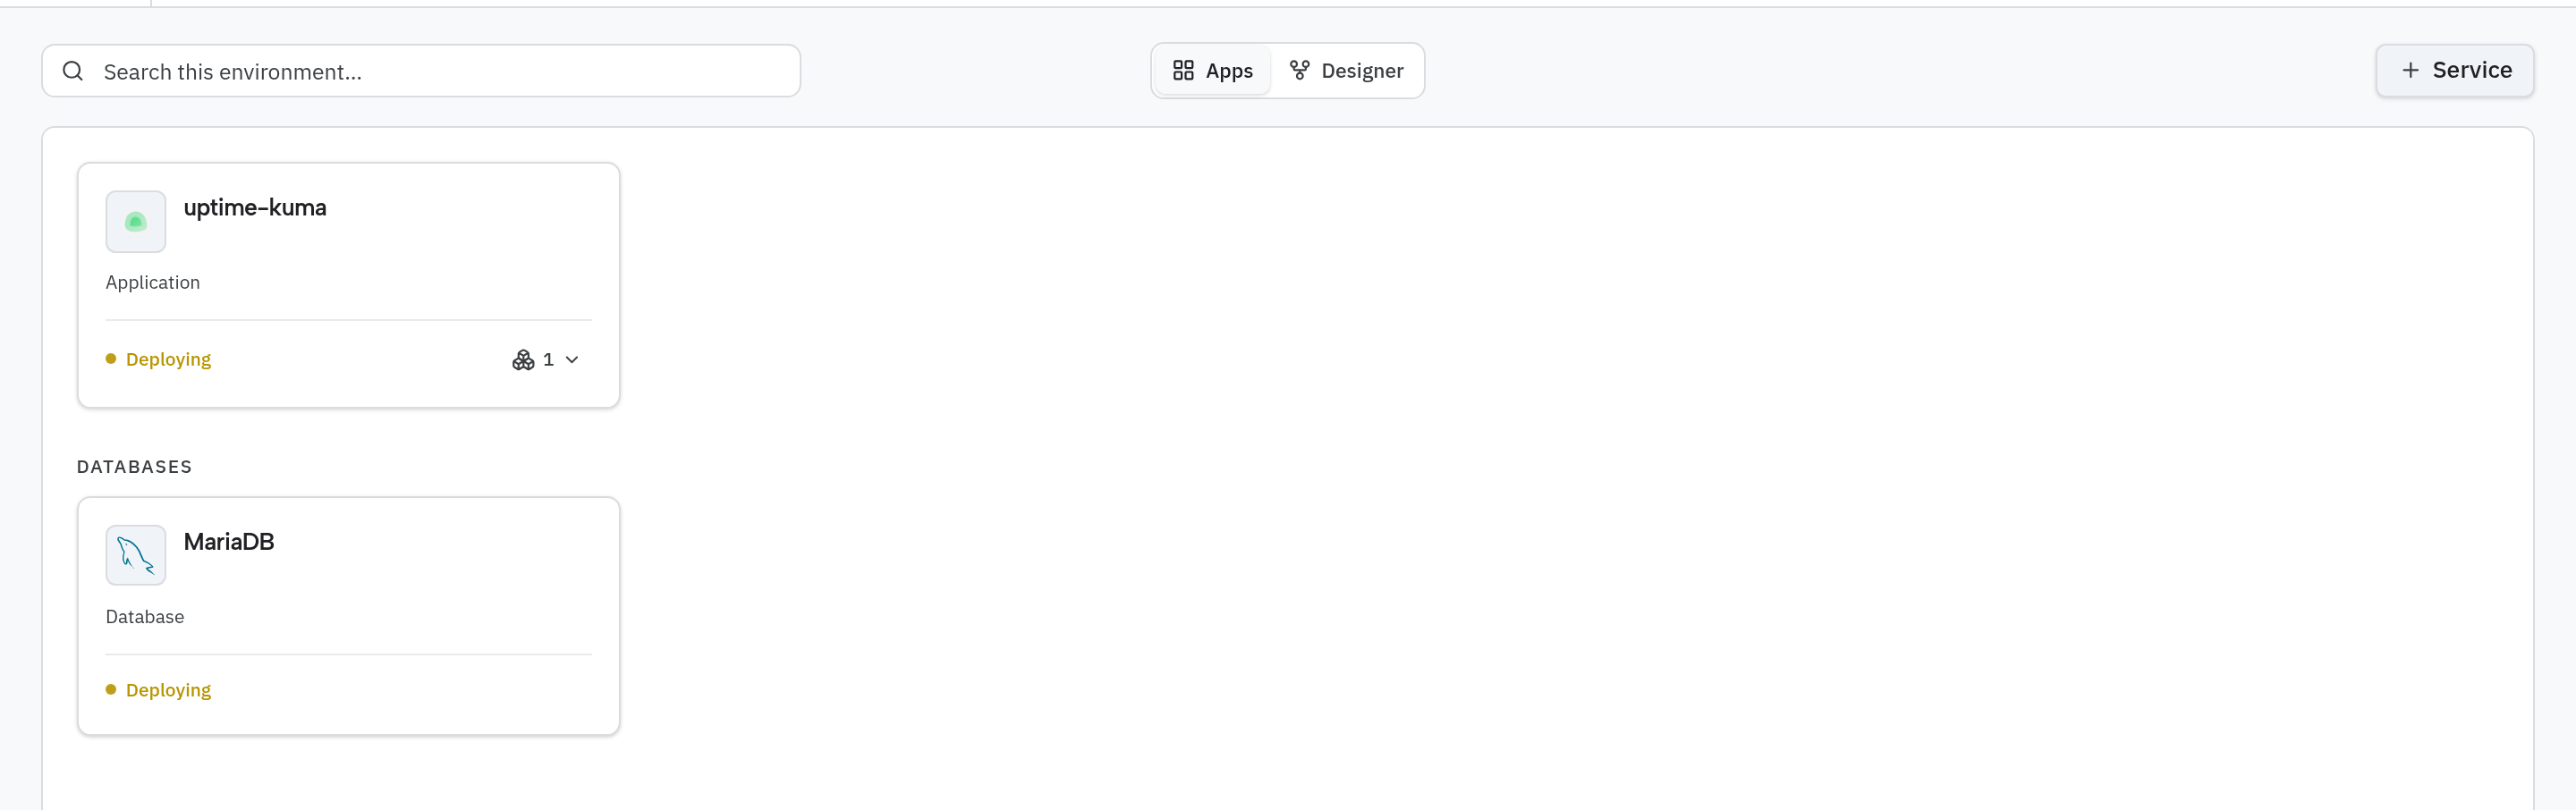 Search this environment...
Apps
Designer
+ Service
uptime-kuma
Application
Deploying
1
DATABASES
MariaDB
Database
Deploying